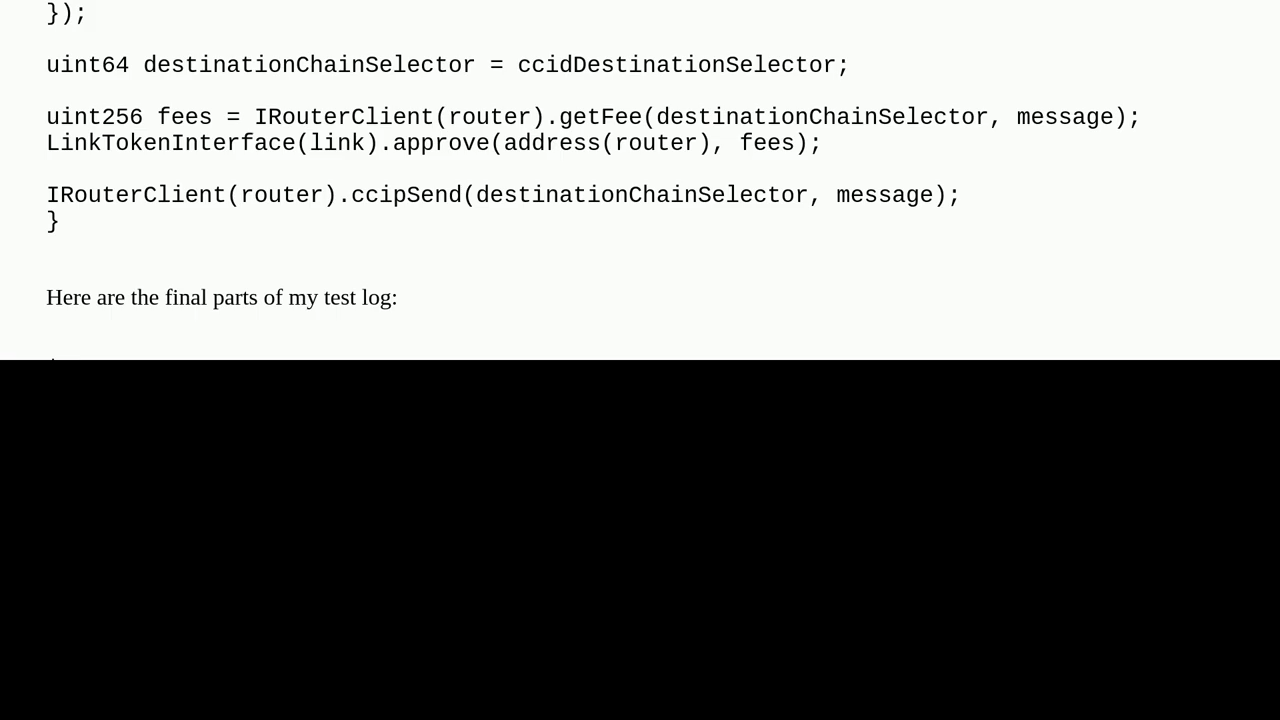 });
uint64 destinationChainSelector = ccidDestinationSelector;
uint256 fees = IRouterClient(router).getFee(destinationChainSelector, message);
LinkTokenInterface(link).approve(address(router), fees);
IRouterClient(router).ccipSend(destinationChainSelector, message);
}
Here are the final parts of my test log: